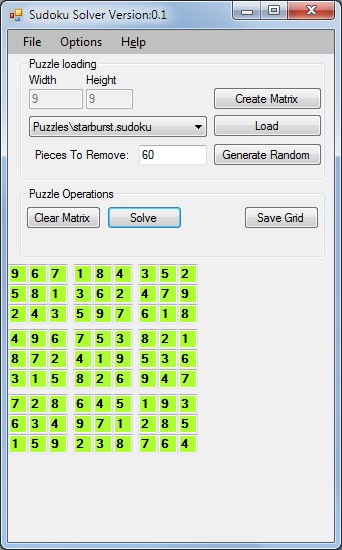 Sudoku Solver Version:0.1
File Options Help
Puzzle loading
Width Height
9 9 Create Matrix
Puzzles\starburst.sudoku Load
Pieces To Remove: 60 Generate Random
Puzzle Operations
Clear Matrix Solve Save Grid
9 6 7 1 8 4 3 5 2
5 8 1 3 6 2 4 7 9
2 4 3 5 9 7 6 1 8
4 9 6 7 5 3 8 2 1
8 7 2 4 1 9 5 3 6
3 1 5 8 2 6 9 4 7
7 2 8 6 4 5 1 9 3
6 3 4 9 7 1 2 8 5
1 5 9 2 3 8 7 6 4